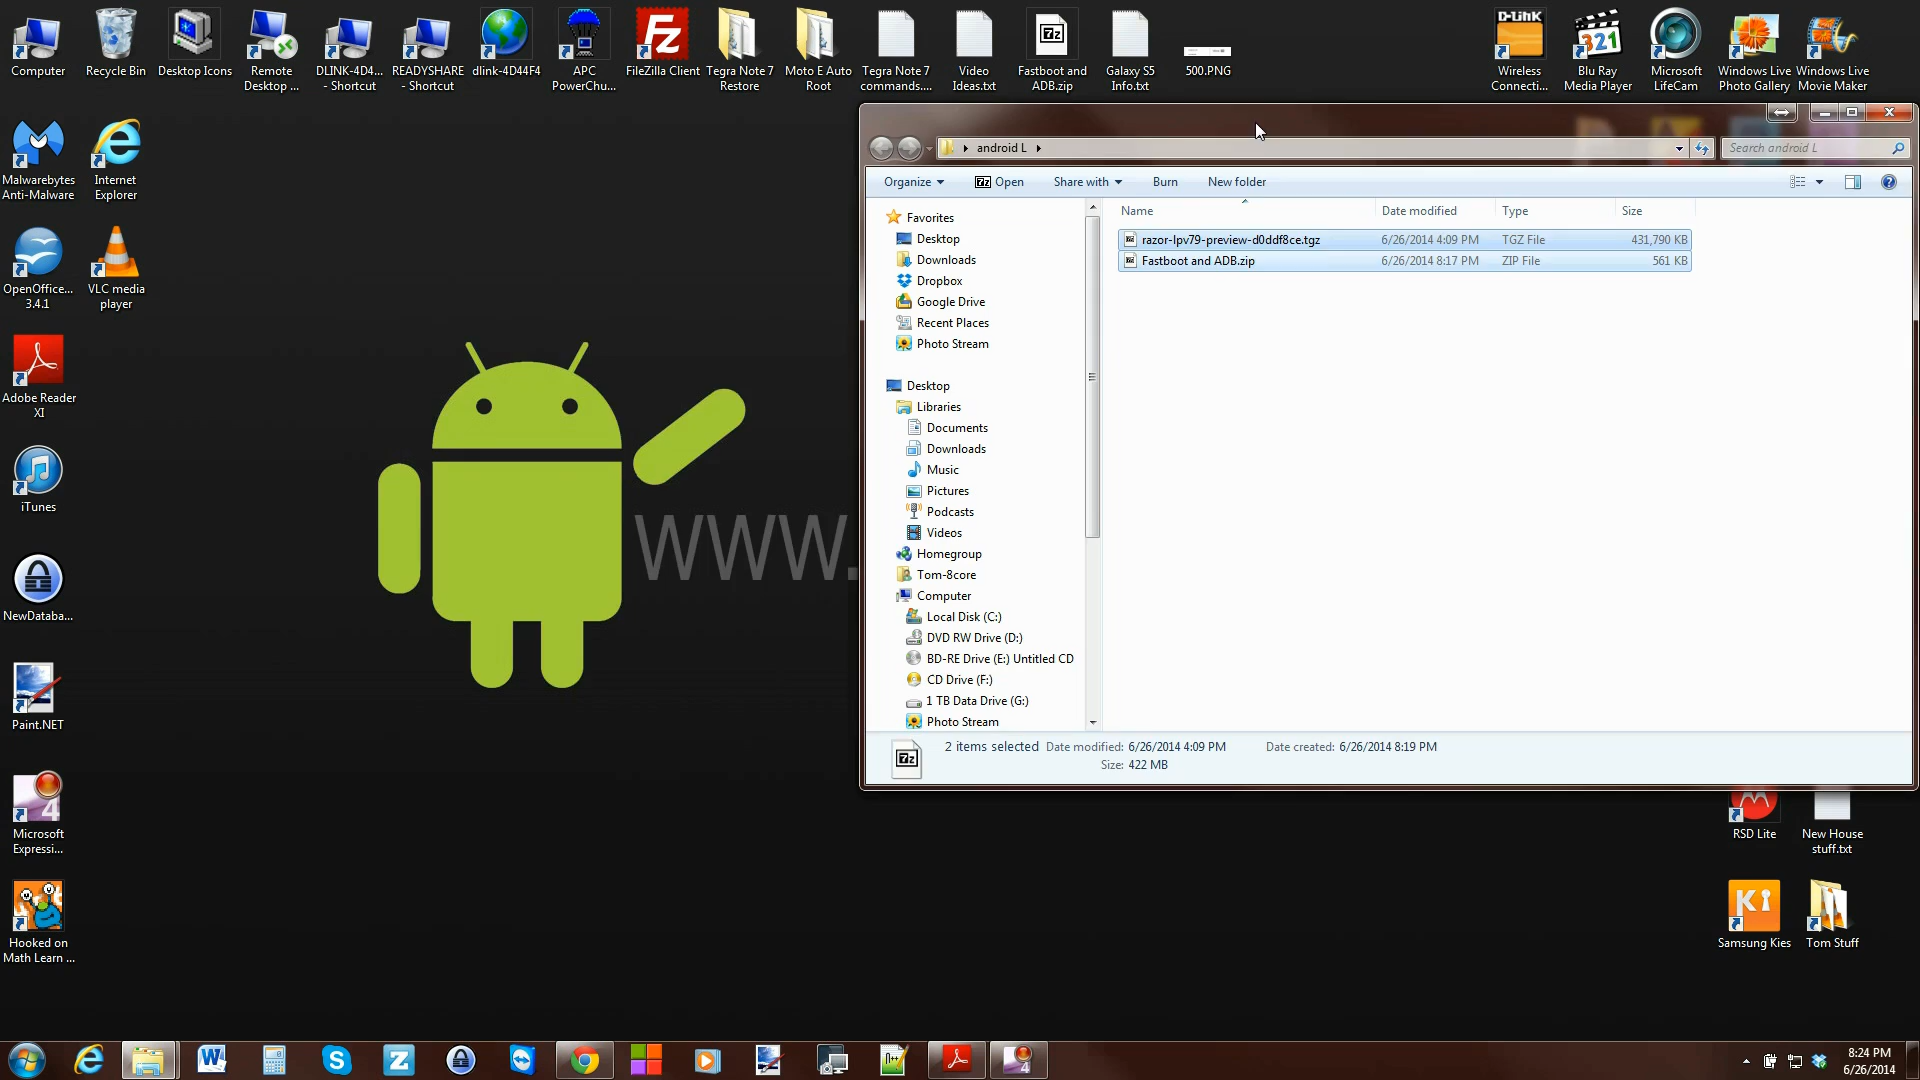 Computer
Recycle Bin
Desktop Icons
Remote
Desktop ...
DLINK-4D4...
- Shortcut
READYSHARE
- Shortcut
dlink-4D44F4
APC
PowerChu...
FileZilla Client
Tegra Note 7
Restore
Moto E Auto
Root
Tegra Note 7
commands....
Video
Ideas.txt
Fastboot and
ADB.zip
Galaxy S5
Info.txt
500.PNG
D-Link
Wireless
Connecti...
321
Blu Ray
Media Player
Microsoft
LifeCam
Windows Live
Photo Gallery
Windows Live
Movie Maker
Malwarebytes
Anti-Malware
Internet
Explorer
OpenOffice...
3.4.1
VLC media
player
Adobe Reader
XI
iTunes
NewDataba...
Paint.NET
Microsoft
Expressi...
Hooked on
Math Learn ...
WWW.
android L
Search android L
Organize
7z Open
Share with
Burn
New folder
Name
Date modified
Type
Size
razor-lpv79-preview-d0ddf8ce.tgz
6/26/2014 4:09 PM
TGZ File
431,790 KB
Fastboot and ADB.zip
6/26/2014 8:17 PM
ZIP File
561 KB
Favorites
Desktop
Downloads
Dropbox
Google Drive
Recent Places
Photo Stream
Desktop
Libraries
Documents
Downloads
Music
Pictures
Podcasts
Videos
Homegroup
Tom-8core
Computer
Local Disk (C:)
DVD RW Drive (D:)
BD-RE Drive (E:) Untitled CD
CD Drive (F:)
1 TB Data Drive (G:)
Photo Stream
7z
2 items selected
Date modified: 6/26/2014 4:09 PM
Date created: 6/26/2014 8:19 PM
Size: 422 MB
RSD Lite
New House
stuff.txt
Ki
Samsung Kies
Tom Stuff
8:24 PM
6/26/2014